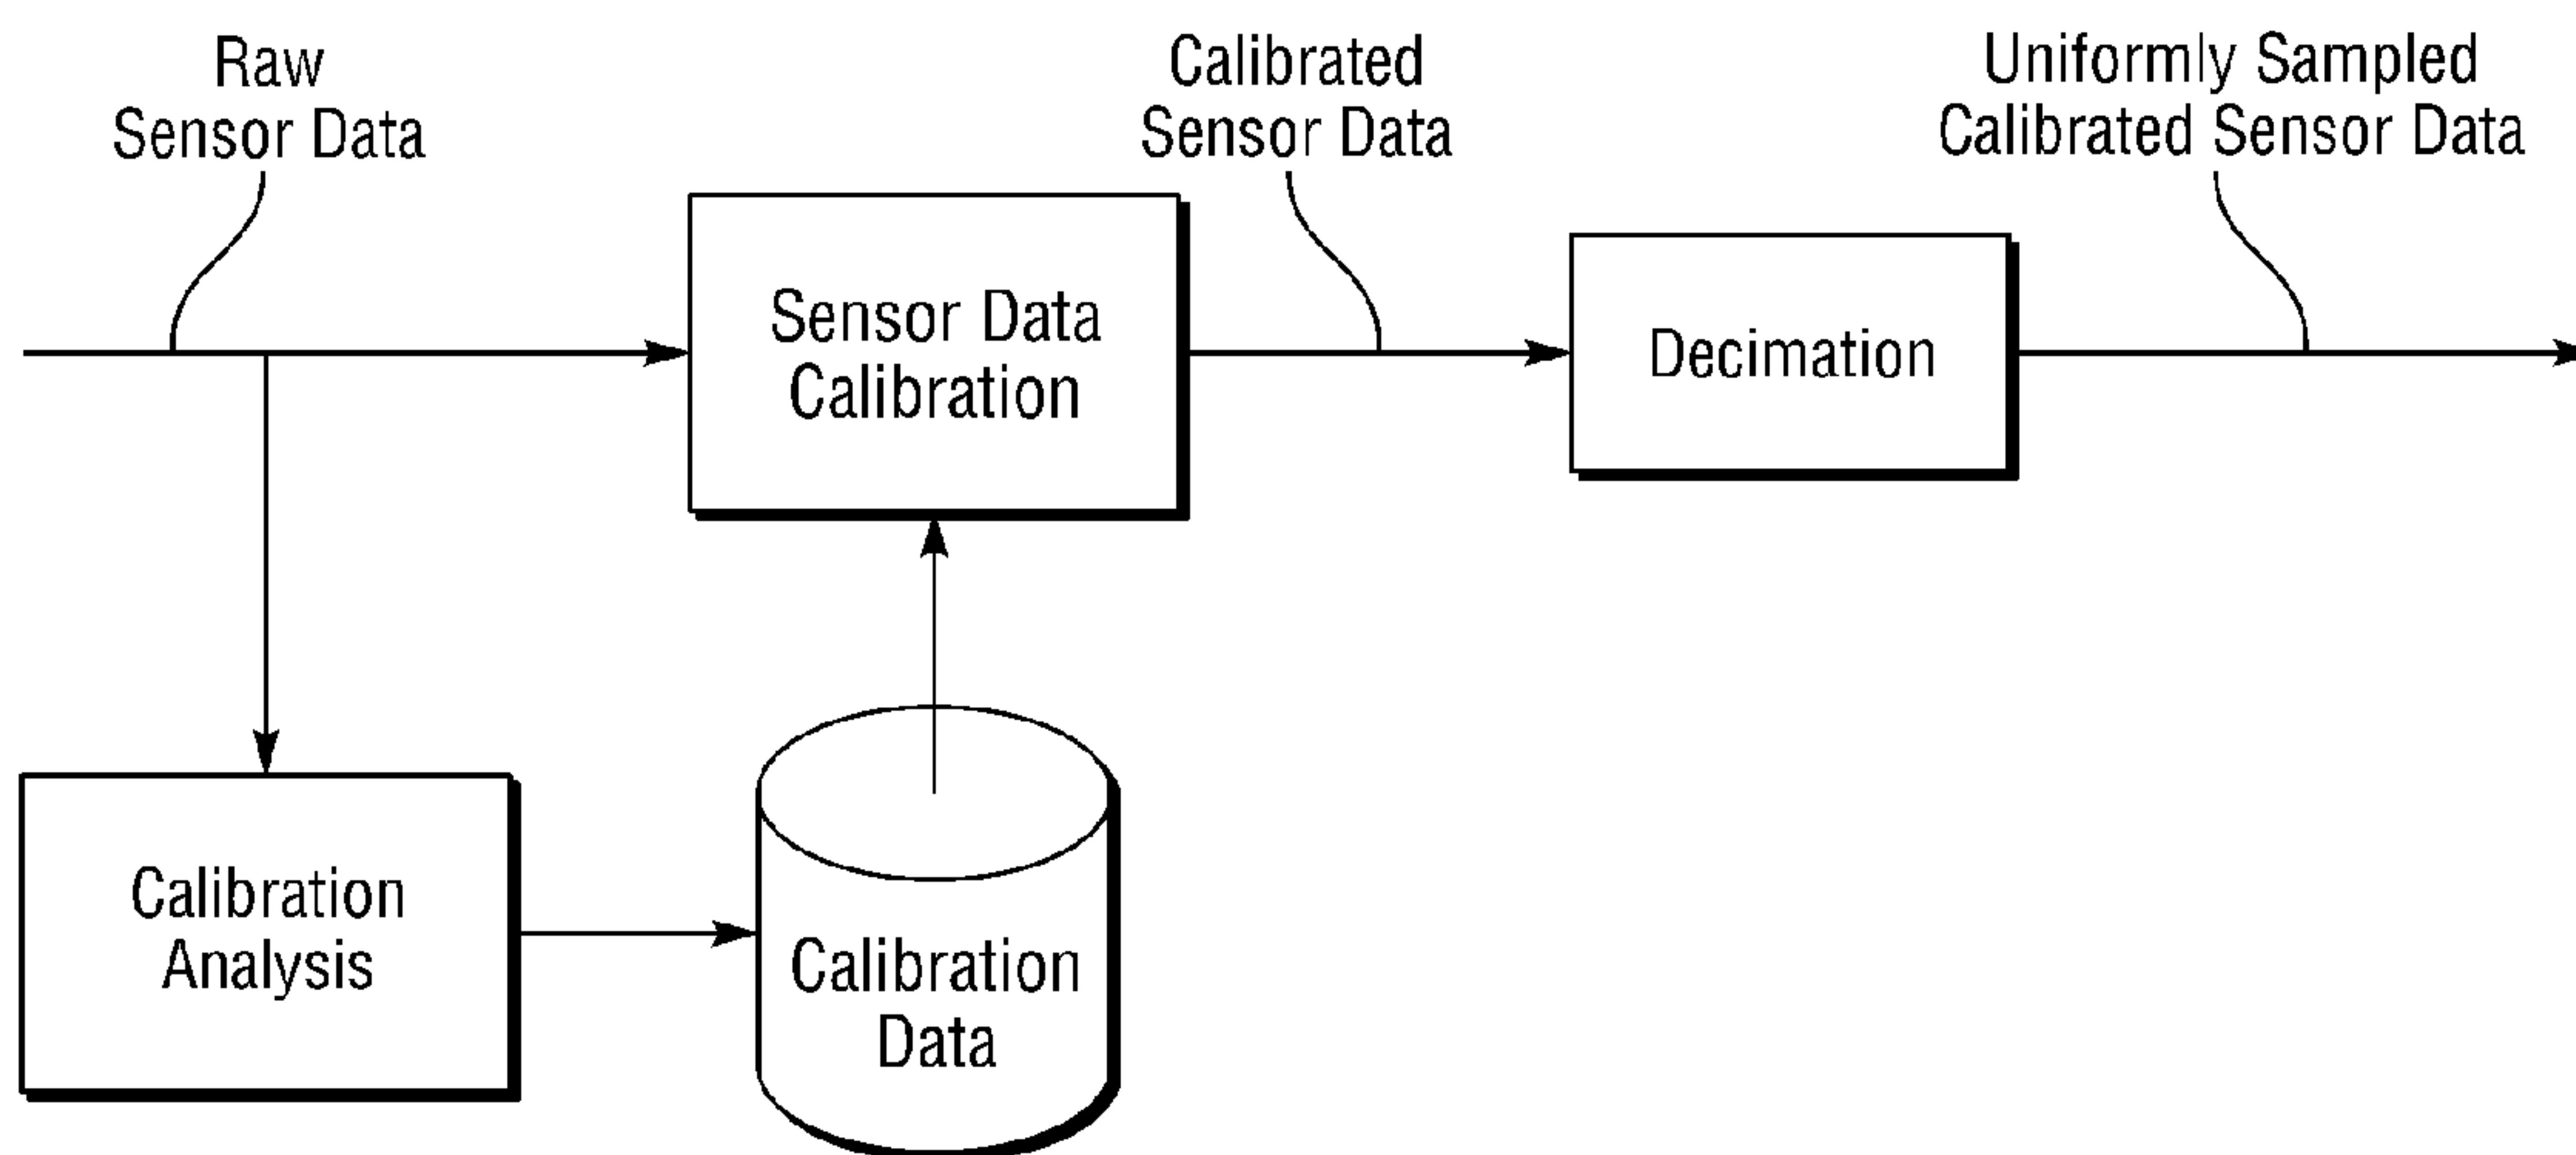 Raw
Sensor Data
Calibrated
Sensor Data
Uniformly Sampled
Calibrated Sensor Data
Sensor Data
Calibration
Decimation
Calibration
Analysis
Calibration
Data